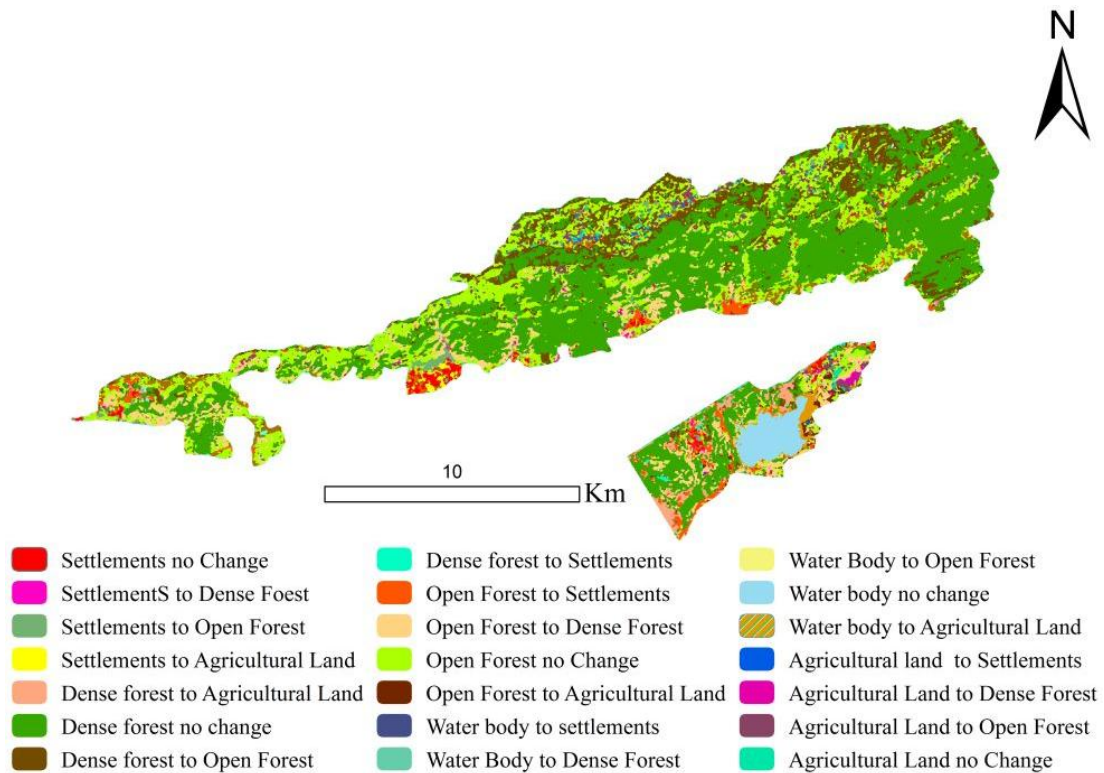 N
10
Km
Settlements no Change
SettlementS to Dense Foest
Settlements to Open Forest
Settlements to Agricultural Land
Dense forest to Agricultural Land
Dense forest no change
Dense forest to Open Forest
Dense forest to Settlements
Open Forest to Settlements
Open Forest to Dense Forest
Open Forest no Change
Open Forest to Agricultural Land
Water body to settlements
Water Body to Dense Forest
Water Body to Open Forest
Water body no change
Water body to Agricultural Land
Agricultural land to Settlements
Agricultural Land to Dense Forest
Agricultural Land to Open Forest
Agricultural Land no Change